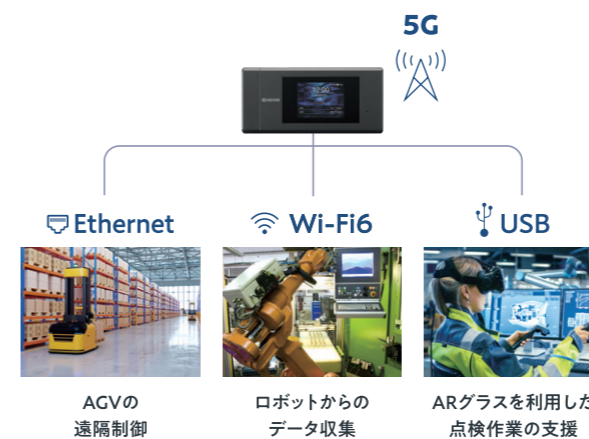 5G
Ethernet
Wi-Fi6
USB
AGVの
遠隔制御
ロボットからの
データ収集
ARグラスを利用した
点検作業の支援